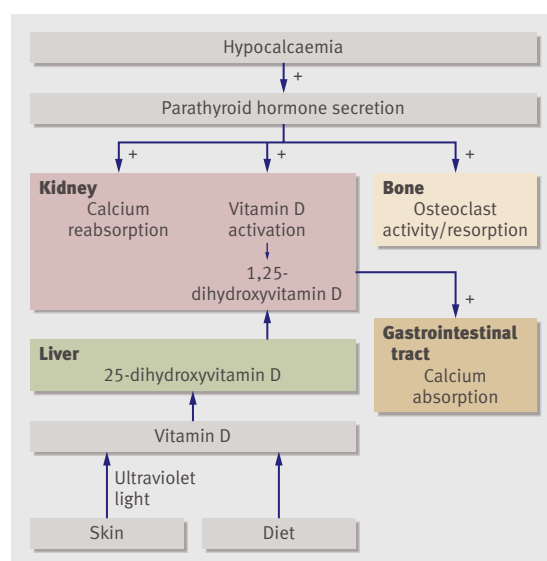 Hypocalcaemia
+
Parathyroid hormone secretion
+
+
+
Kidney
Calcium
reabsorption
Vitamin D
activation
1,25-
dihydroxyvitamin D
Bone
Osteoclast
activity/resorption
+
Gastrointestinal
tract
Calcium
absorption
Liver
25-dihydroxyvitamin D
Vitamin D
Ultraviolet
light
Skin
Diet